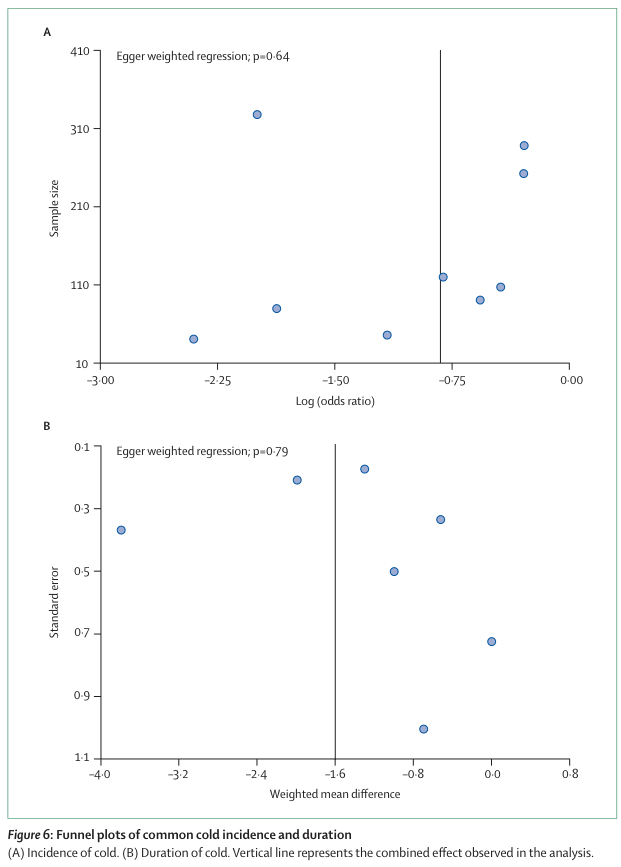 A
Egger weighted regression; p=0·64
410
310
210
110
10
Sample size
–3·00
–2·25
–1·50
–0·75
0·00
Log (odds ratio)
B
Egger weighted regression; p=0·79
0·1
0·3
0·5
0·7
0·9
1·1
Standard error
–4·0
–3·2
–2·4
–1·6
–0·8
0·0
0·8
Weighted mean difference
Figure 6: Funnel plots of common cold incidence and duration
(A) Incidence of cold. (B) Duration of cold. Vertical line represents the combined effect observed in the analysis.